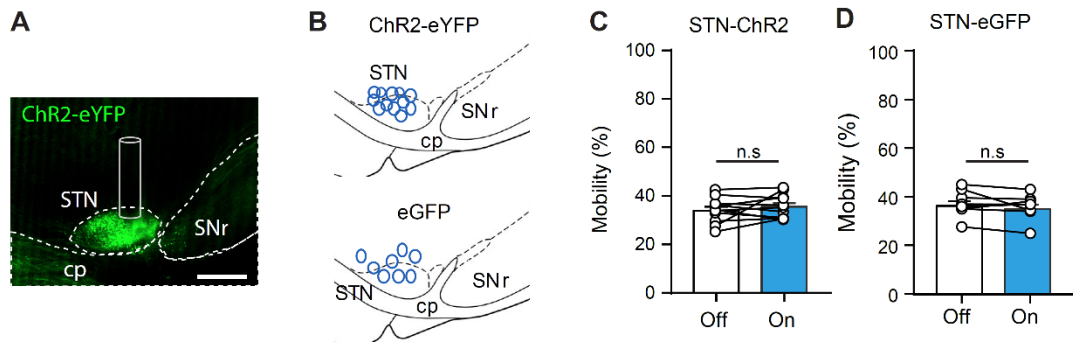 A
ChR2-eYFP
STN
SNr
cp
B
ChR2-eYFP
STN
SNr
cp
eGFP
STN
SNr
cp
C
STN-ChR2
Mobility (%)
100
80
60
40
20
0
n.s
Off On
D
STN-eGFP
Mobility (%)
100
80
60
40
20
0
n.s
Off On